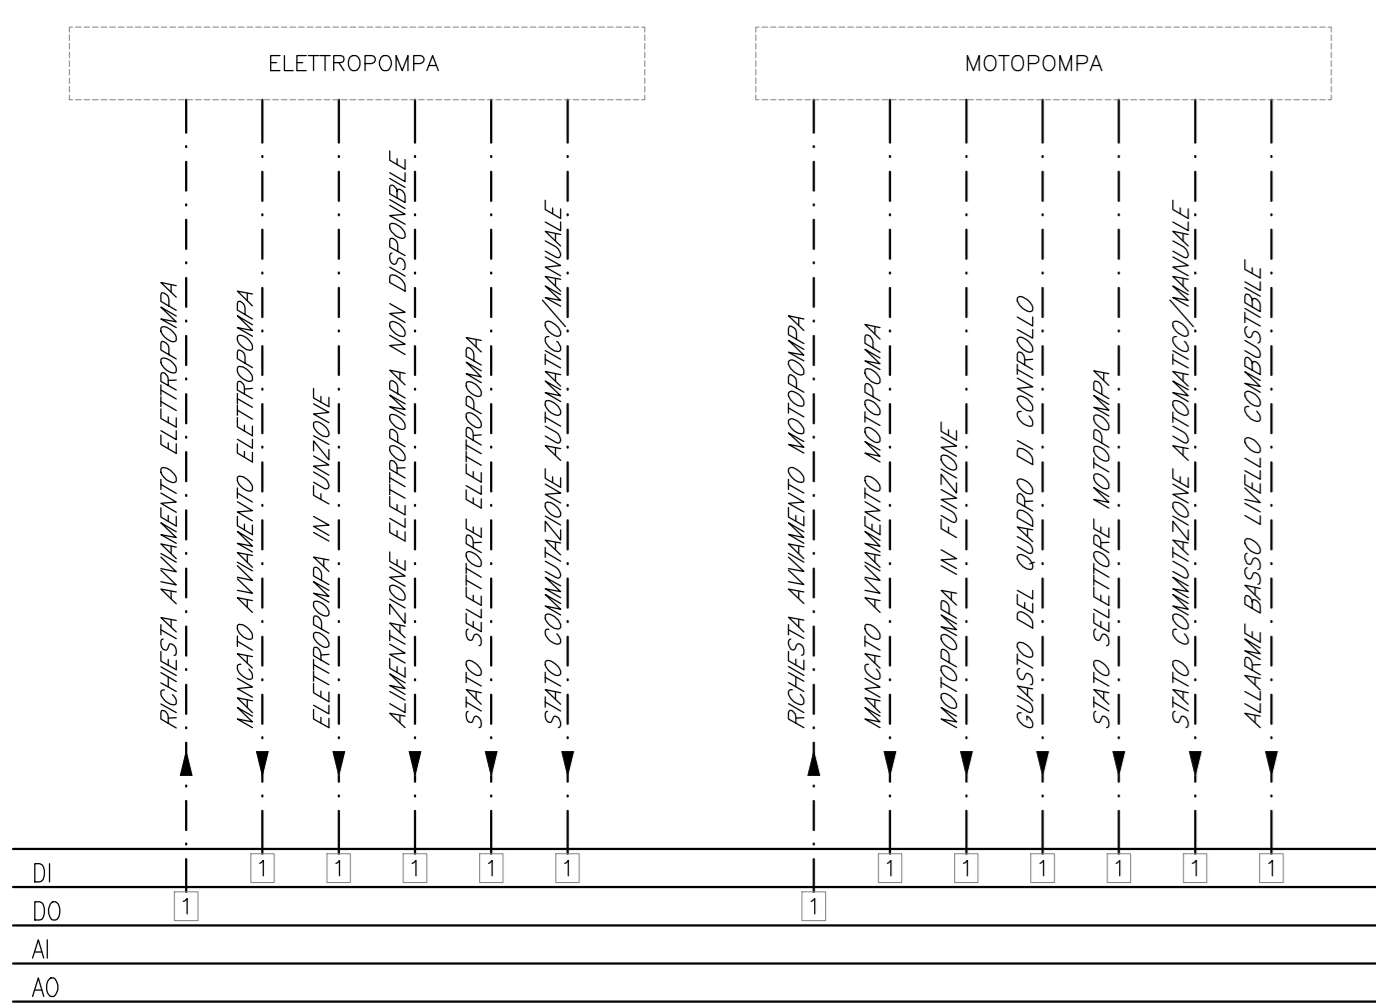 ELETTROPOMPA
RICHIESTA AVVIAMENTO ELETTROPOMPA
MANCATO AVVIAMENTO ELETTROPOMPA
ELETTROPOMPA IN FUNZIONE
ALIMENTAZIONE ELETTROPOMPA NON DISPONIBILE
STATO SELETTORE ELETTROPOMPA
STATO COMMUTAZIONE AUTOMATICO/MANUALE
MOTOPOMPA
RICHIESTA AVVIAMENTO MOTOPOMPA
MANCATO AVVIAMENTO MOTOPOMPA
MOTOPOMPA IN FUNZIONE
GUASTO DEL QUADRO DI CONTROLLO
STATO SELETTORE MOTOPOMPA
STATO COMMUTAZIONE AUTOMATICO/MANUALE
ALLARME BASSO LIVELLO COMBUSTIBILE
DI 1 1 1 1 1 1 1 1 1 1 1
DO 1 1
AI
AO